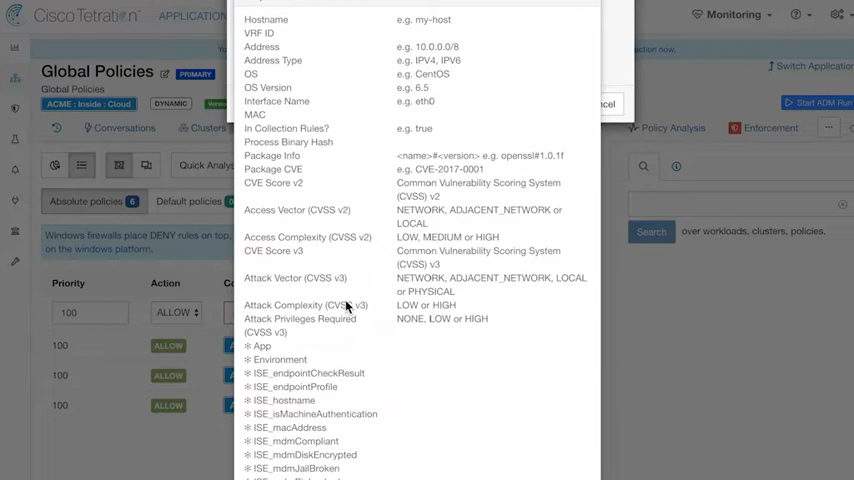 Cisco Tetration
APPLICATION
Monitoring
Yo
action now.
Global Policies
PRIMARY
Switch Applicatio
Global Policies
ACME : Inside : Cloud
DYNAMIC
Start ADM Run
Conversations
Clusters
Policy Analysis
Enforcement
...
Quick Analys
Absolute policies 6
Default policies
Windows firewalls place DENY rules on top,
on the windows platform.
Search
over workloads, clusters, policies.
Priority
Action
Co
100
ALLOW
100
ALLOW
100
ALLOW
100
ALLOW
Hostname
e.g. my-host
VRF ID
Address
e.g. 10.0.0.0/8
Address Type
e.g. IPV4, IPV6
OS
e.g. CentOS
OS Version
e.g. 6.5
Interface Name
e.g. eth0
ncel
MAC
In Collection Rules?
e.g. true
Process Binary Hash
Package Info
<name>#<version> e.g. openssl#1.0.1f
Package CVE
e.g. CVE-2017-0001
CVE Score v2
Common Vulnerability Scoring System
(CVSS) v2
Access Vector (CVSS v2)
NETWORK, ADJACENT_NETWORK or
LOCAL
Access Complexity (CVSS v2)
LOW, MEDIUM or HIGH
CVE Score v3
Common Vulnerability Scoring System
(CVSS) v3
Attack Vector (CVSS v3)
NETWORK, ADJACENT_NETWORK, LOCAL
or PHYSICAL
Attack Complexity (CVSS v3)
LOW or HIGH
Attack Privileges Required
(CVSS v3)
NONE, LOW or HIGH
✻ App
✻ Environment
✻ ISE_endpointCheckResult
✻ ISE_endpointProfile
✻ ISE_hostname
✻ ISE_isMachineAuthentication
✻ ISE_macAddress
✻ ISE_mdmCompliant
✻ ISE_mdmDiskEncrypted
✻ ISE_mdmJailBroken